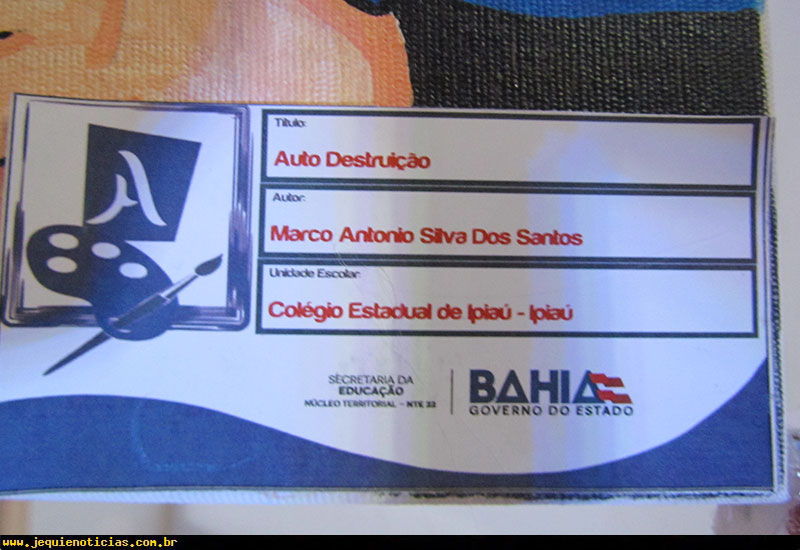 Título:
Auto Destruição
Autor:
Marco Antonio Silva Dos Santos
Unidade Escolar:
Colégio Estadual de Ipiaú - Ipiaú
SECRETARIA DA
EDUCAÇÃO
NÚCLEO TERRITORIAL - NTE 22
BAHIA
GOVERNO DO ESTADO
www.jequienoticias.com.br